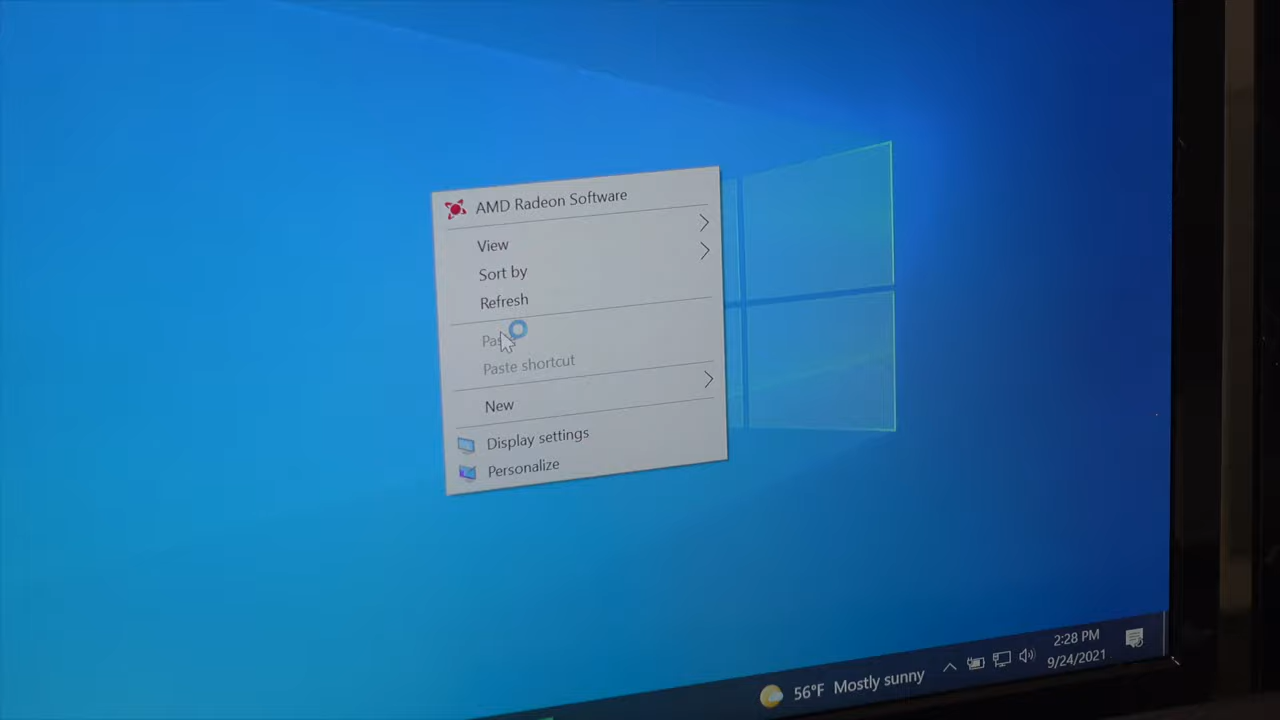 AMD Radeon Software
View
Sort by
Refresh
Paste shortcut
New
Display settings
Personalize
2:28 PM
56°F Mostly sunny
9/24/2021